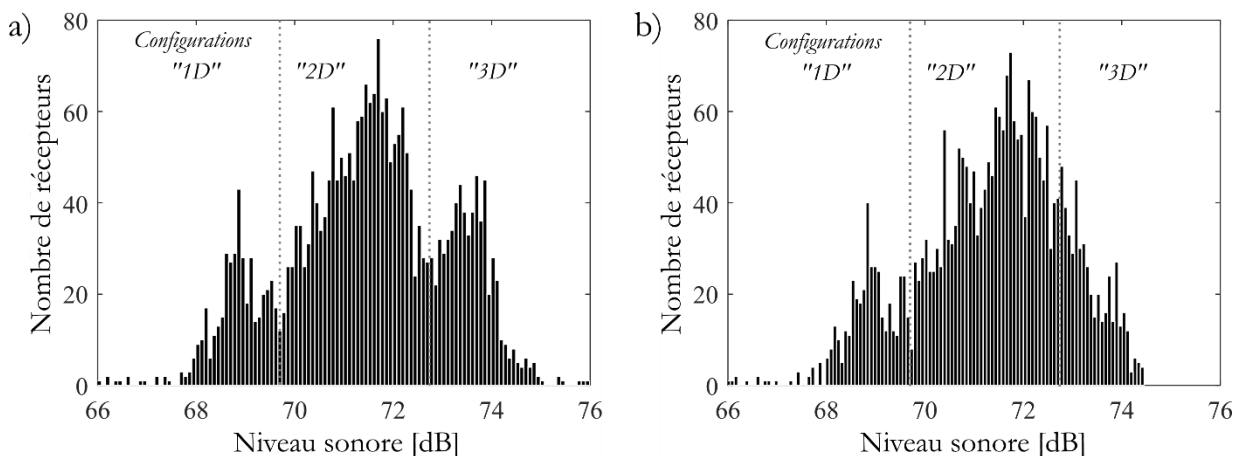 a)
80
60
40
20
0
Nombre de récepteurs
Configurations
"1D"
"2D"
"3D"
66 68 70 72 74 76
Niveau sonore [dB]
b)
80
60
40
20
0
Nombre de récepteurs
Configurations
"1D"
"2D"
"3D"
66 68 70 72 74 76
Niveau sonore [dB]